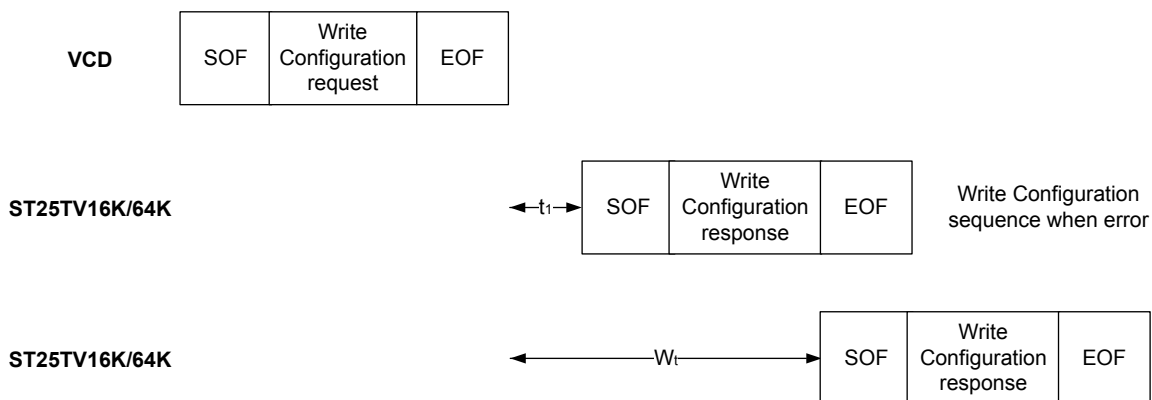 VCD
SOF
Write
Configuration
request
EOF
ST25TV16K/64K
t1
SOF
Write
Configuration
response
EOF
Write Configuration
sequence when error
ST25TV16K/64K
Wt
SOF
Write
Configuration
response
EOF